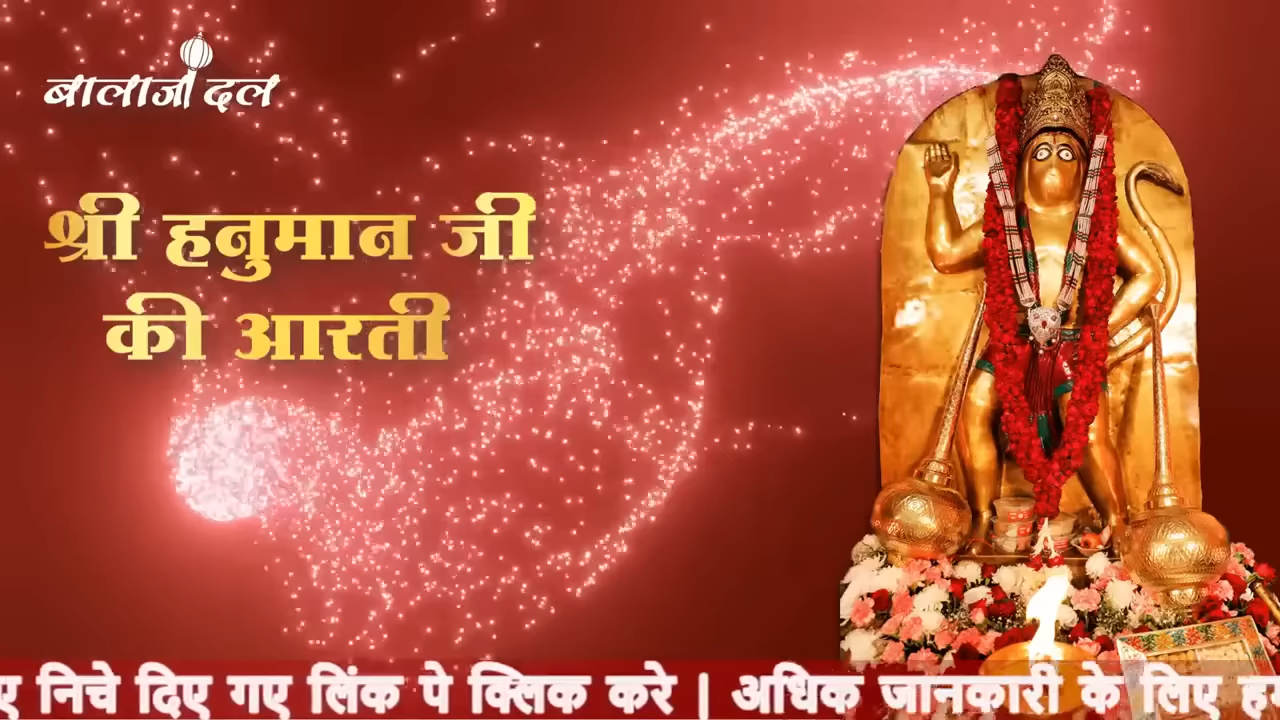 बालाजी दल
श्री हनुमान जी
की आरती
ए निचे दिए गए लिंक पे क्लिक करे | अधिक जानकारी के लिए ह